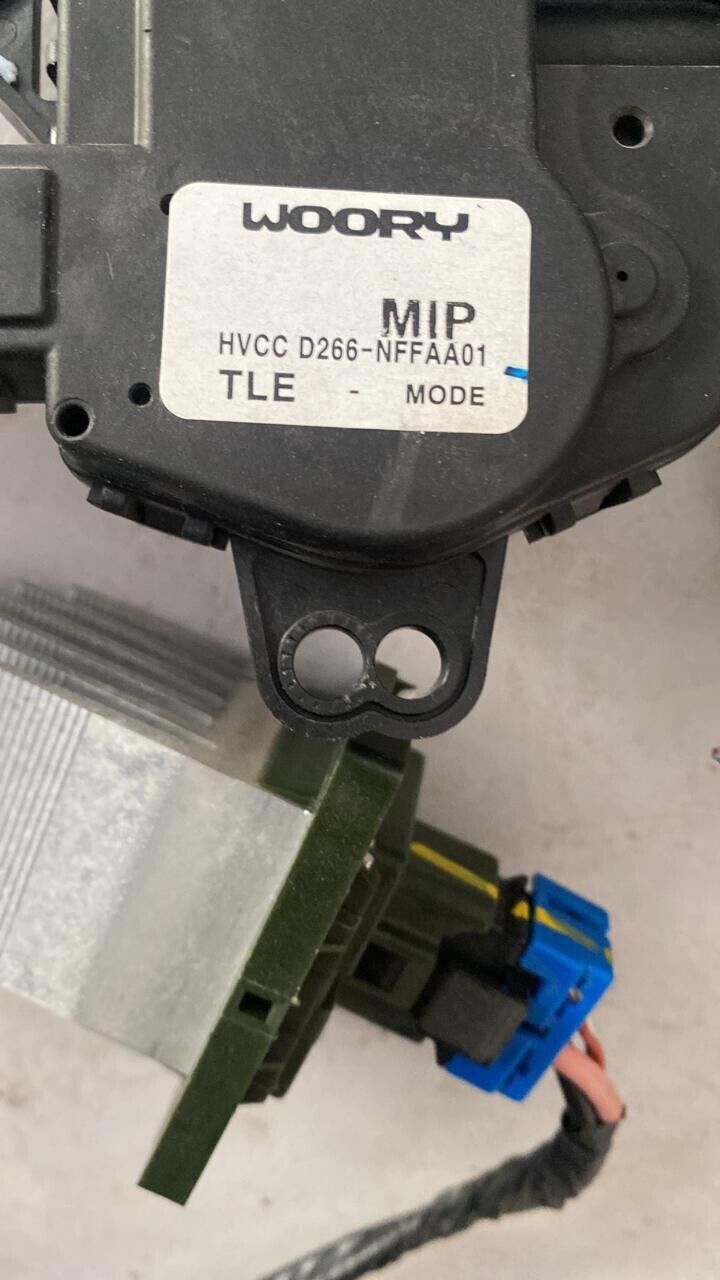 WOORY
MIP
HVCC D266-NFFAA01
TLE - MODE